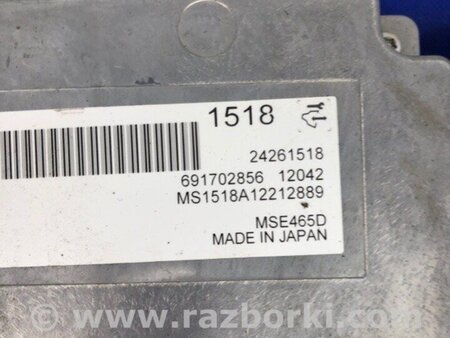 1518
24261518
691702856 12042
MS1518A12212889
MSE465D
MADE IN JAPAN
www.razborki.com